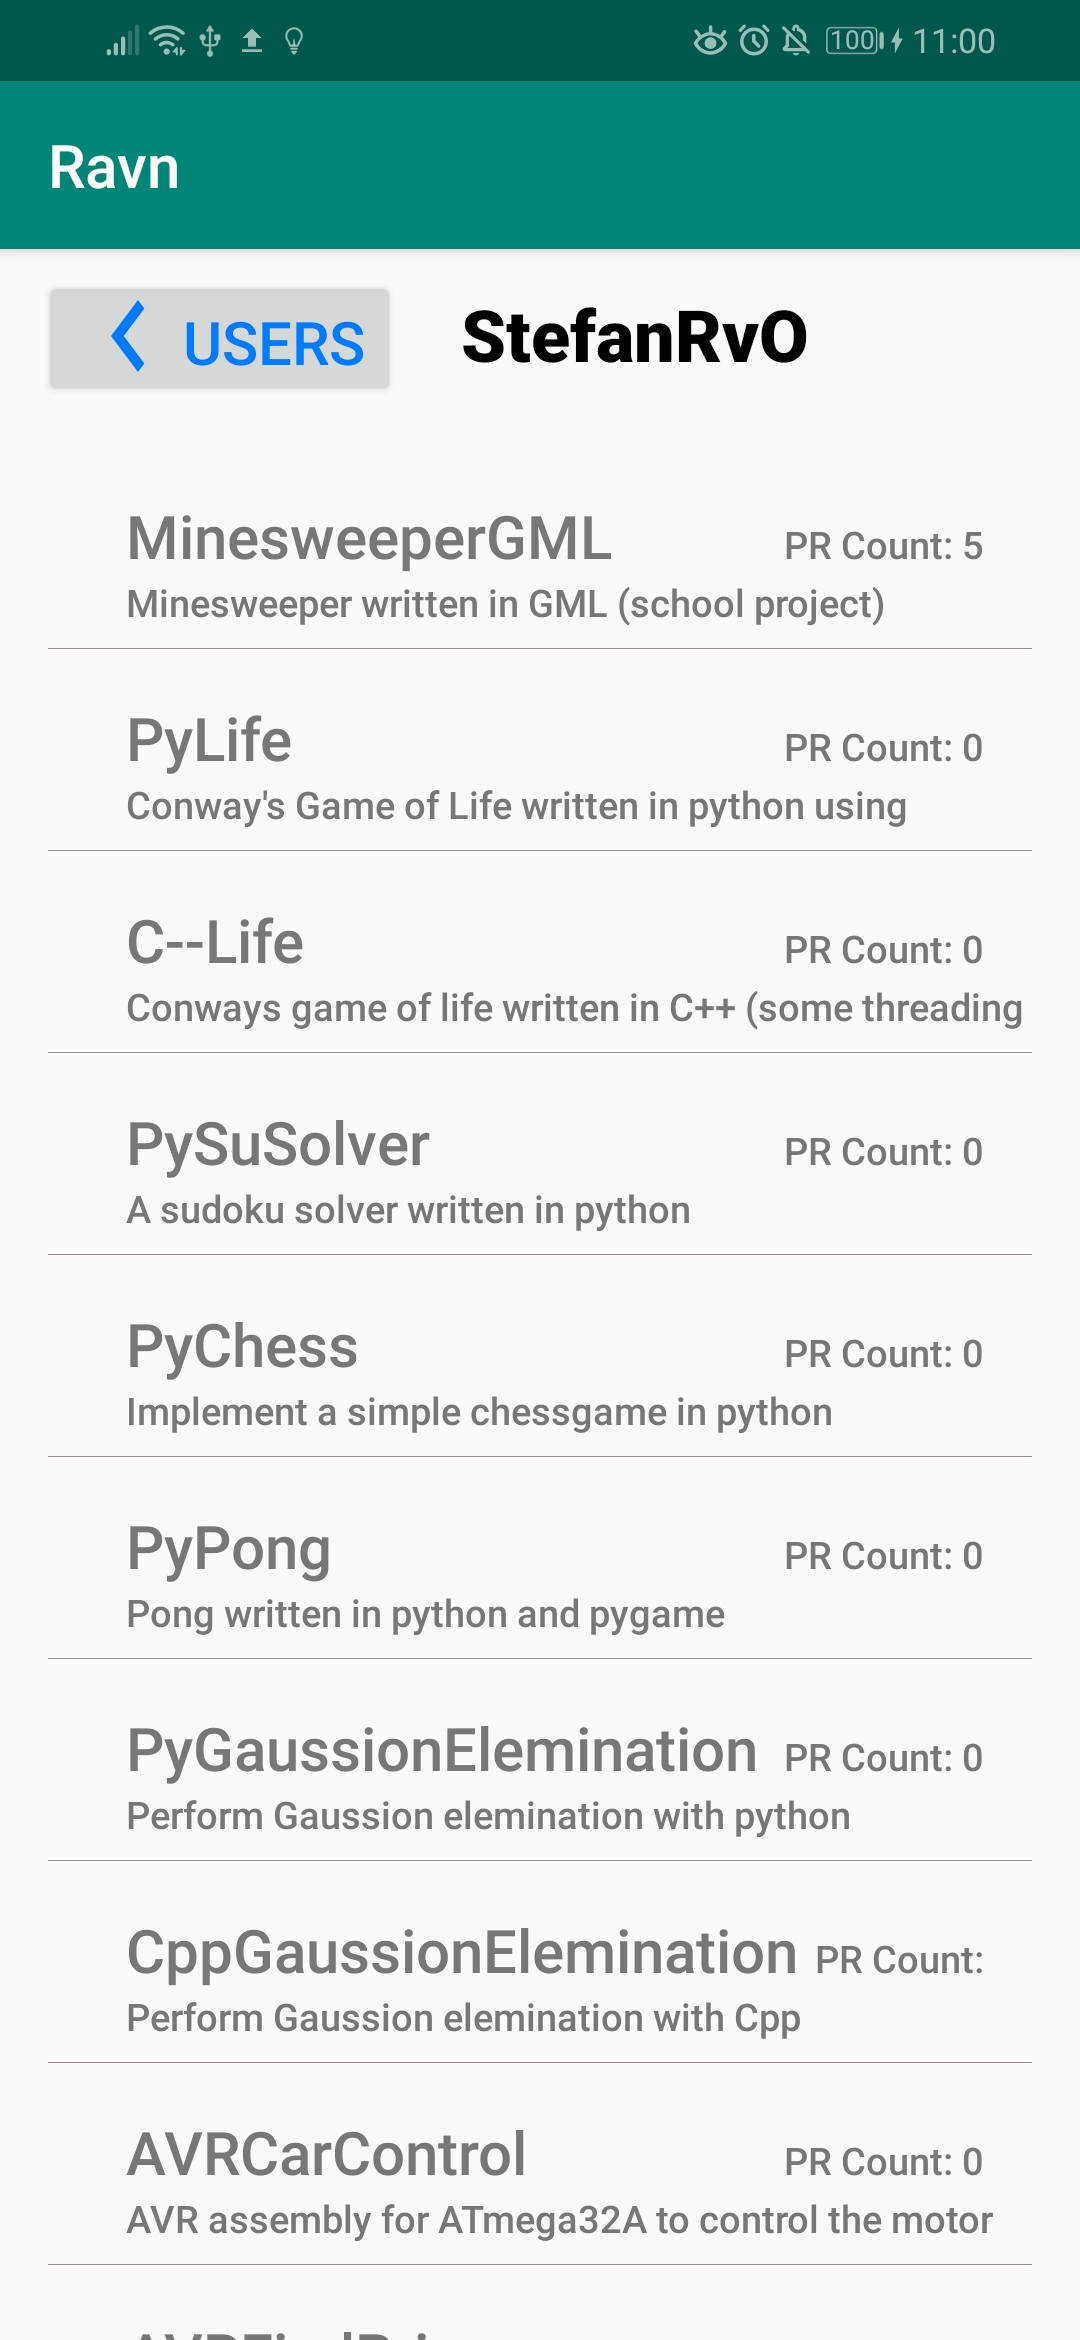 100 11:00
Ravn
USERS StefanRvO
MinesweeperGML PR Count: 5
Minesweeper written in GML (school project)
PyLife PR Count: 0
Conway's Game of Life written in python using
C--Life PR Count: 0
Conways game of life written in C++ (some threading
PySuSolver PR Count: 0
A sudoku solver written in python
PyChess PR Count: 0
Implement a simple chessgame in python
PyPong PR Count: 0
Pong written in python and pygame
PyGaussionElemination PR Count: 0
Perform Gaussion elemination with python
CppGaussionElemination PR Count:
Perform Gaussion elemination with Cpp
AVRCarControl PR Count: 0
AVR assembly for ATmega32A to control the motor